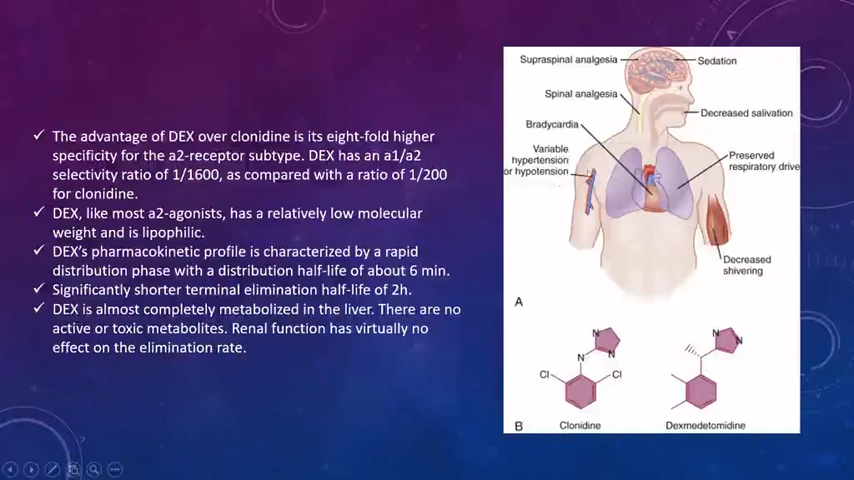 The advantage of DEX over clonidine is its eight-fold higher
specificity for the a2-receptor subtype. DEX has an a1/a2
selectivity ratio of 1/1600, as compared with a ratio of 1/200
for clonidine.
DEX, like most a2-agonists, has a relatively low molecular
weight and is lipophilic.
DEX's pharmacokinetic profile is characterized by a rapid
distribution phase with a distribution half-life of about 6 min.
Significantly shorter terminal elimination half-life of 2h.
DEX is almost completely metabolized in the liver. There are no
active or toxic metabolites. Renal function has virtually no
effect on the elimination rate.
Supraspinal analgesia
Sedation
Spinal analgesia
Decreased salivation
Bradycardia
Variable
hypertension
or hypotension
Preserved
respiratory drive
Decreased
shivering
A
N
N
N
Cl
Cl
N
N
B
Clonidine
Dexmedetomidine